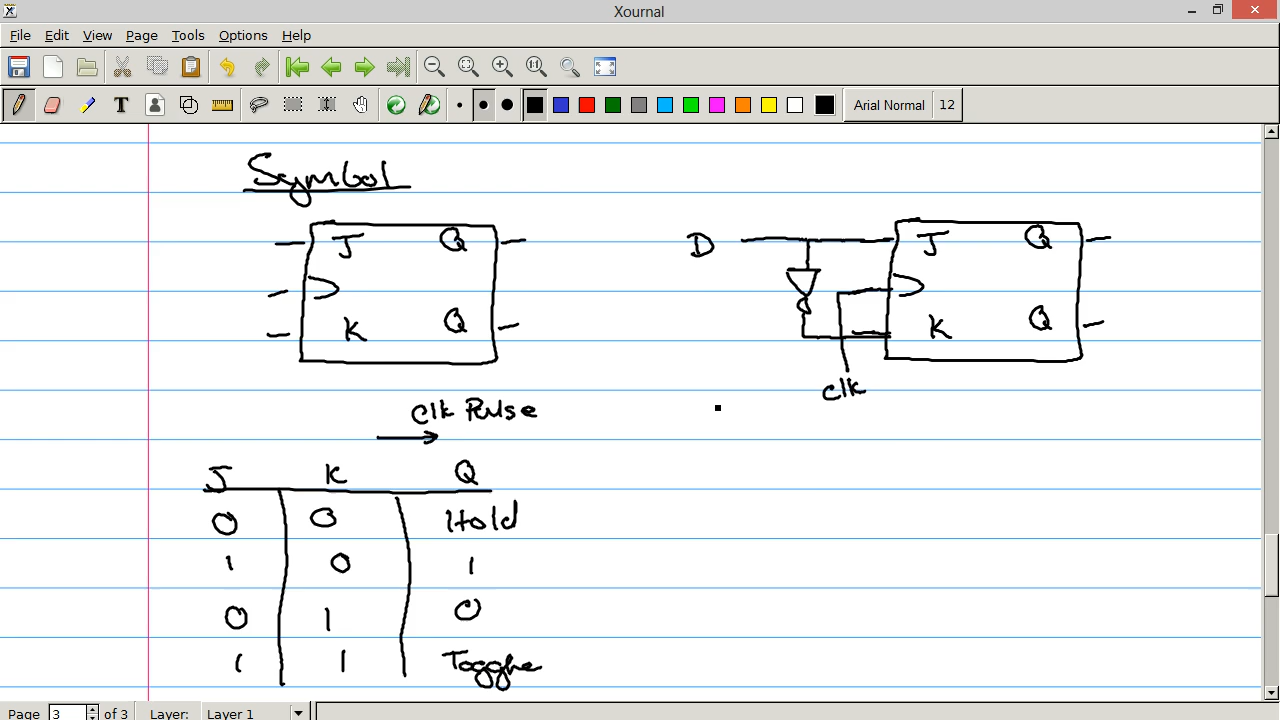 Xournal
File Edit View Page Tools Options Help
T Arial Normal 12
Symbol
J Q
K Q
D J Q
K Q
Clk
Clk Pulse
J K Q
0 0 Hold
1 0 1
0 1 0
1 1 Toggle
Page 3 of 3 Layer: Layer 1